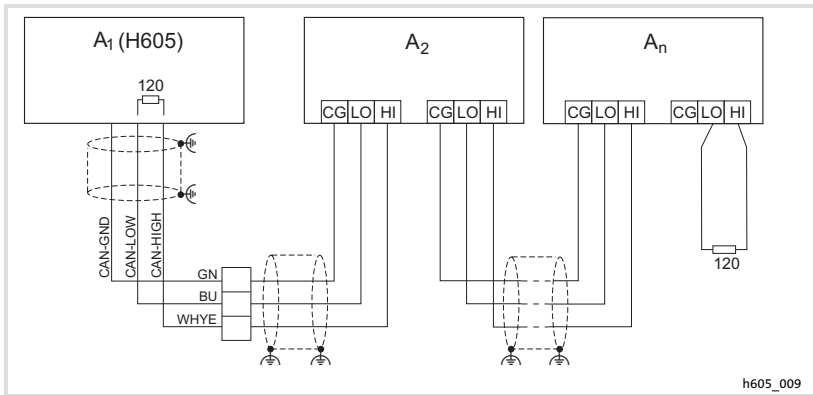 A1 (H605)
A2
An
120
CG LO HI
CG LO HI
CG LO HI
CG LO HI
CAN-GND
CAN-LOW
CAN-HIGH
GN
BU
WHYE
120
h605_009